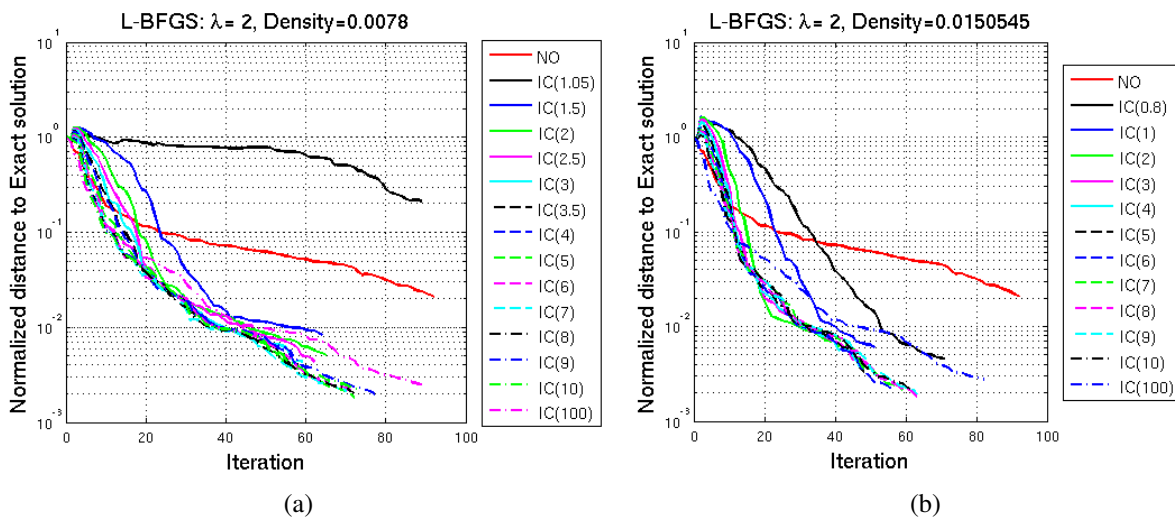 L-BFGS: λ= 2, Density=0.0078
10^1
10^0
10^-1
10^-2
10^-3
0 20 40 60 80 100
Normalized distance to Exact solution
Iteration
NO
IC(1.05)
IC(1.5)
IC(2)
IC(2.5)
IC(3)
IC(3.5)
IC(4)
IC(5)
IC(6)
IC(7)
IC(8)
IC(9)
IC(10)
IC(100)
(a)
L-BFGS: λ= 2, Density=0.0150545
10^1
10^0
10^-1
10^-2
10^-3
0 20 40 60 80 100
Normalized distance to Exact solution
Iteration
NO
IC(0.8)
IC(1)
IC(2)
IC(3)
IC(4)
IC(5)
IC(6)
IC(7)
IC(8)
IC(9)
IC(10)
IC(100)
(b)